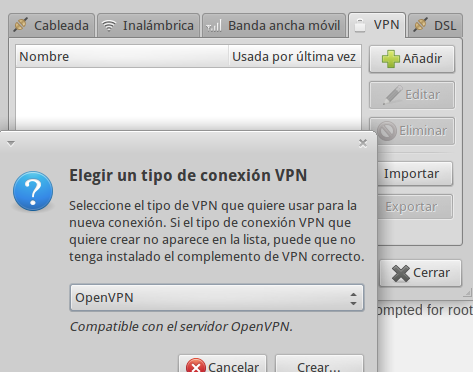 Cableada
Inalámbrica
Banda ancha móvil
VPN
DSL
Nombre
Usada por última vez
Añadir
Editar
Eliminar
Importar
Exportar
Cerrar
Elegir un tipo de conexión VPN
Seleccione el tipo de VPN que quiere usar para la
nueva conexión. Si el tipo de conexión VPN que
quiere crear no aparece en la lista, puede que no
tenga instalado el complemento de VPN correcto.
OpenVPN
Compatible con el servidor OpenVPN.
Cancelar
Crear...
ompted for root